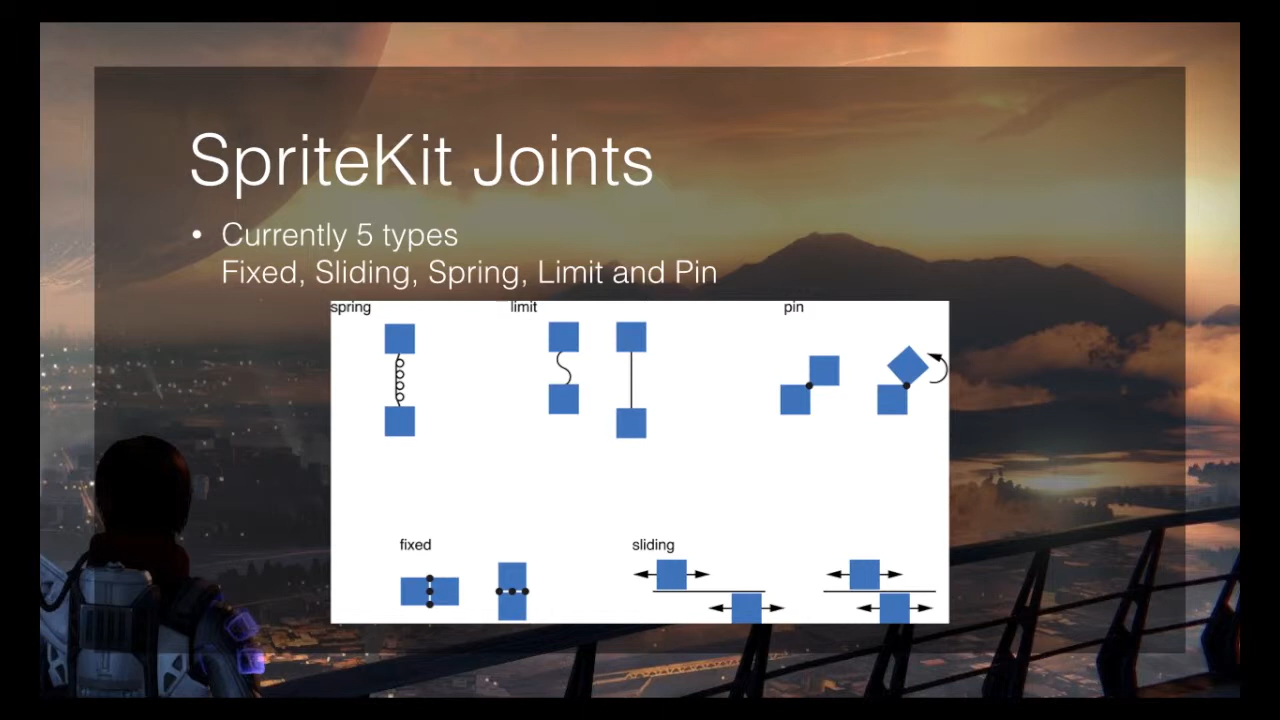 SpriteKit Joints
• Currently 5 types
Fixed, Sliding, Spring, Limit and Pin
spring
limit
pin
fixed
sliding